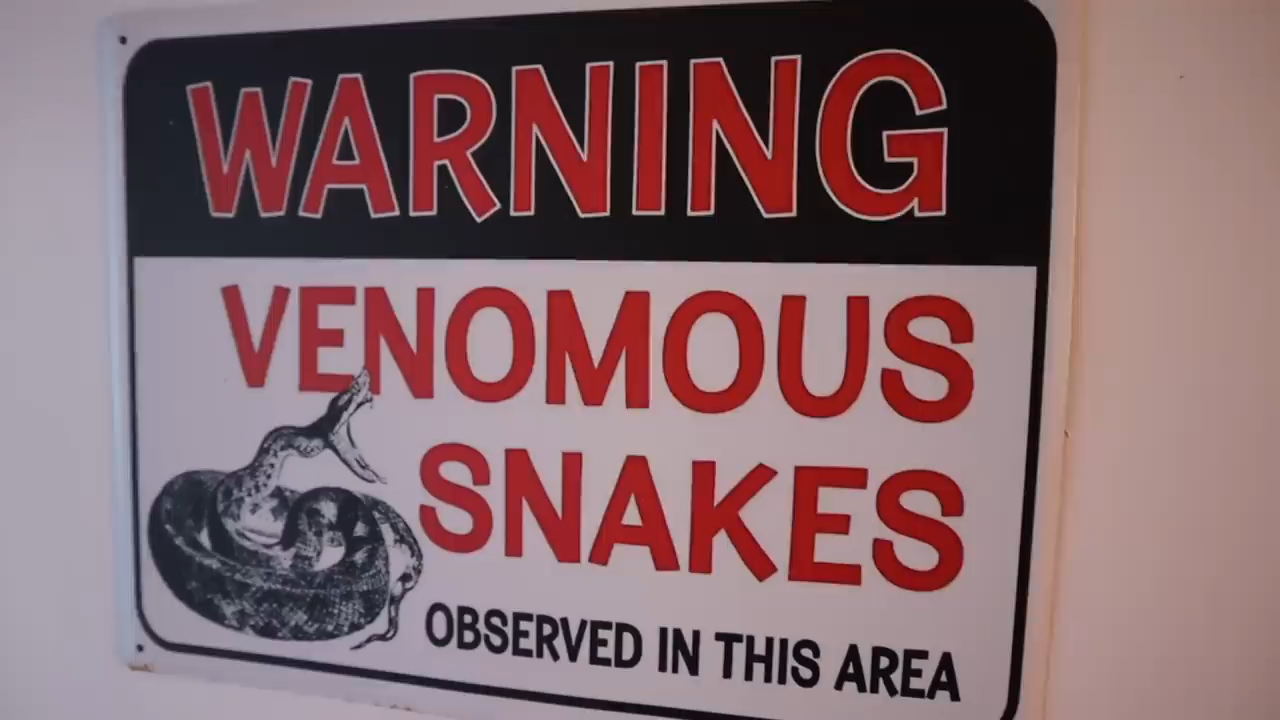 WARNING
VENOMOUS
SNAKES
OBSERVED IN THIS AREA